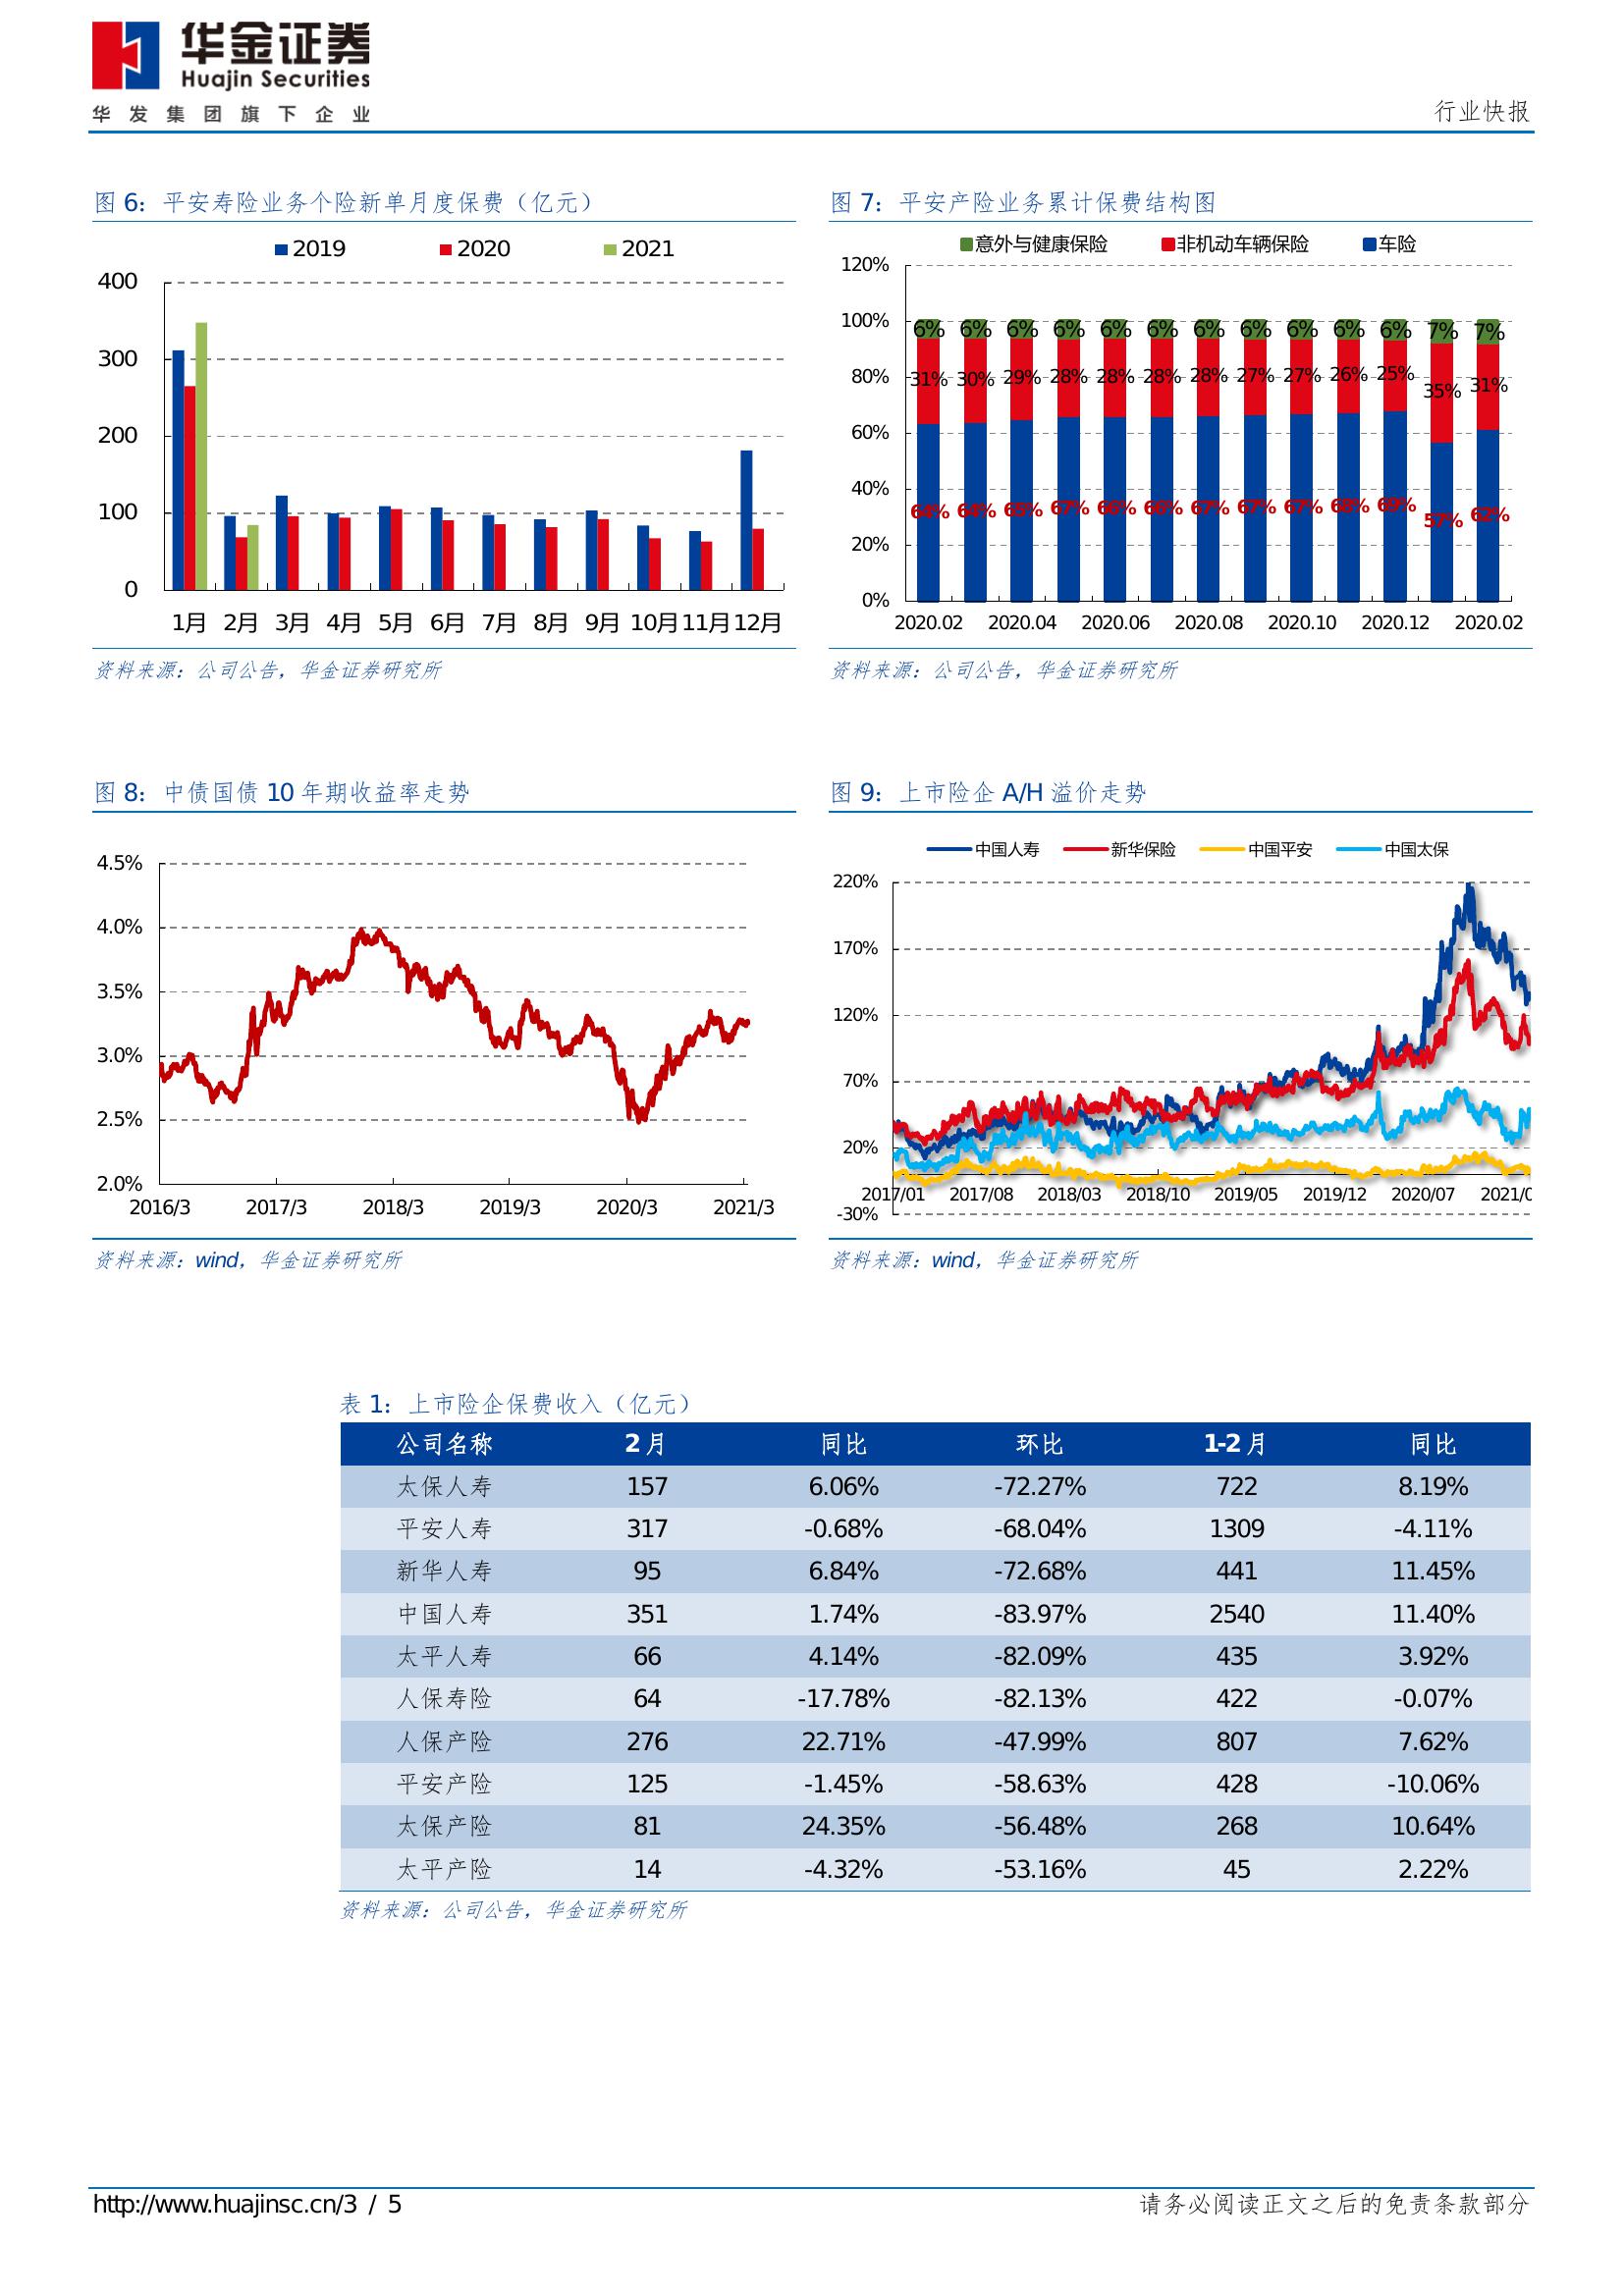 华金证券
Huajin Securities
华发集团旗下企业
行业快报
图 6：平安寿险业务个险新单月度保费（亿元）
2019 2020 2021
400
300
200
100
0
1月 2月 3月 4月 5月 6月 7月 8月 9月 10月 11月 12月
资料来源：公司公告，华金证券研究所
图 7：平安产险业务累计保费结构图
意外与健康保险 非机动车辆保险 车险
120%
100%
80%
60%
40%
20%
0%
6% 6% 6% 6% 6% 6% 6% 6% 6% 6% 6% 7% 7%
31% 30% 29% 28% 28% 28% 28% 27% 27% 26% 25% 35% 31%
64% 64% 65% 67% 66% 66% 67% 67% 67% 68% 69% 57% 62%
2020.02 2020.04 2020.06 2020.08 2020.10 2020.12 2020.02
资料来源：公司公告，华金证券研究所
图 8：中债国债 10 年期收益率走势
4.5%
4.0%
3.5%
3.0%
2.5%
2.0%
2016/3 2017/3 2018/3 2019/3 2020/3 2021/3
资料来源：wind，华金证券研究所
图 9：上市险企 A/H 溢价走势
中国人寿 新华保险 中国平安 中国太保
220%
170%
120%
70%
20%
-30%
2017/01 2017/08 2018/03 2018/10 2019/05 2019/12 2020/07 2021/0
资料来源：wind，华金证券研究所
表 1：上市险企保费收入（亿元）
公司名称 2 月 同比 环比 1-2 月 同比
太保人寿 157 6.06% -72.27% 722 8.19%
平安人寿 317 -0.68% -68.04% 1309 -4.11%
新华人寿 95 6.84% -72.68% 441 11.45%
中国人寿 351 1.74% -83.97% 2540 11.40%
太平人寿 66 4.14% -82.09% 435 3.92%
人保寿险 64 -17.78% -82.13% 422 -0.07%
人保产险 276 22.71% -47.99% 807 7.62%
平安产险 125 -1.45% -58.63% 428 -10.06%
太保产险 81 24.35% -56.48% 268 10.64%
太平产险 14 -4.32% -53.16% 45 2.22%
资料来源：公司公告，华金证券研究所
http://www.huajinsc.cn/3 / 5
请务必阅读正文之后的免责条款部分